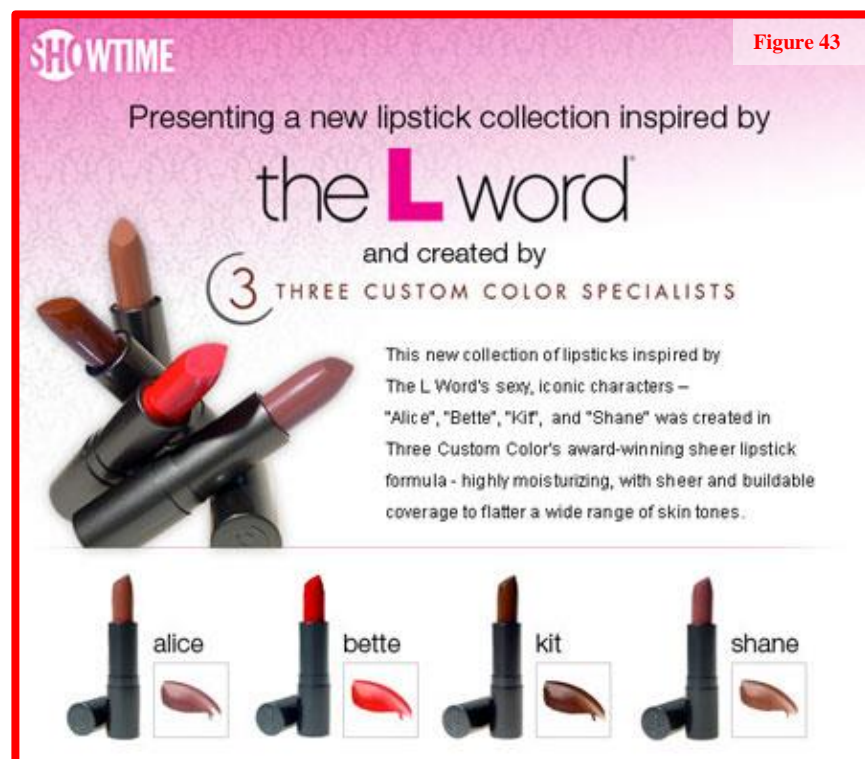 SHOWTIME
Figure 43
Presenting a new lipstick collection inspired by
the L word
and created by
3 THREE CUSTOM COLOR SPECIALISTS
This new collection of lipsticks inspired by
The L Word's sexy, iconic characters –
"Alice", "Bette", "Kit", and "Shane" was created in
Three Custom Color's award-winning sheer lipstick
formula - highly moisturizing, with sheer and buildable
coverage to flatter a wide range of skin tones.
alice
bette
kit
shane